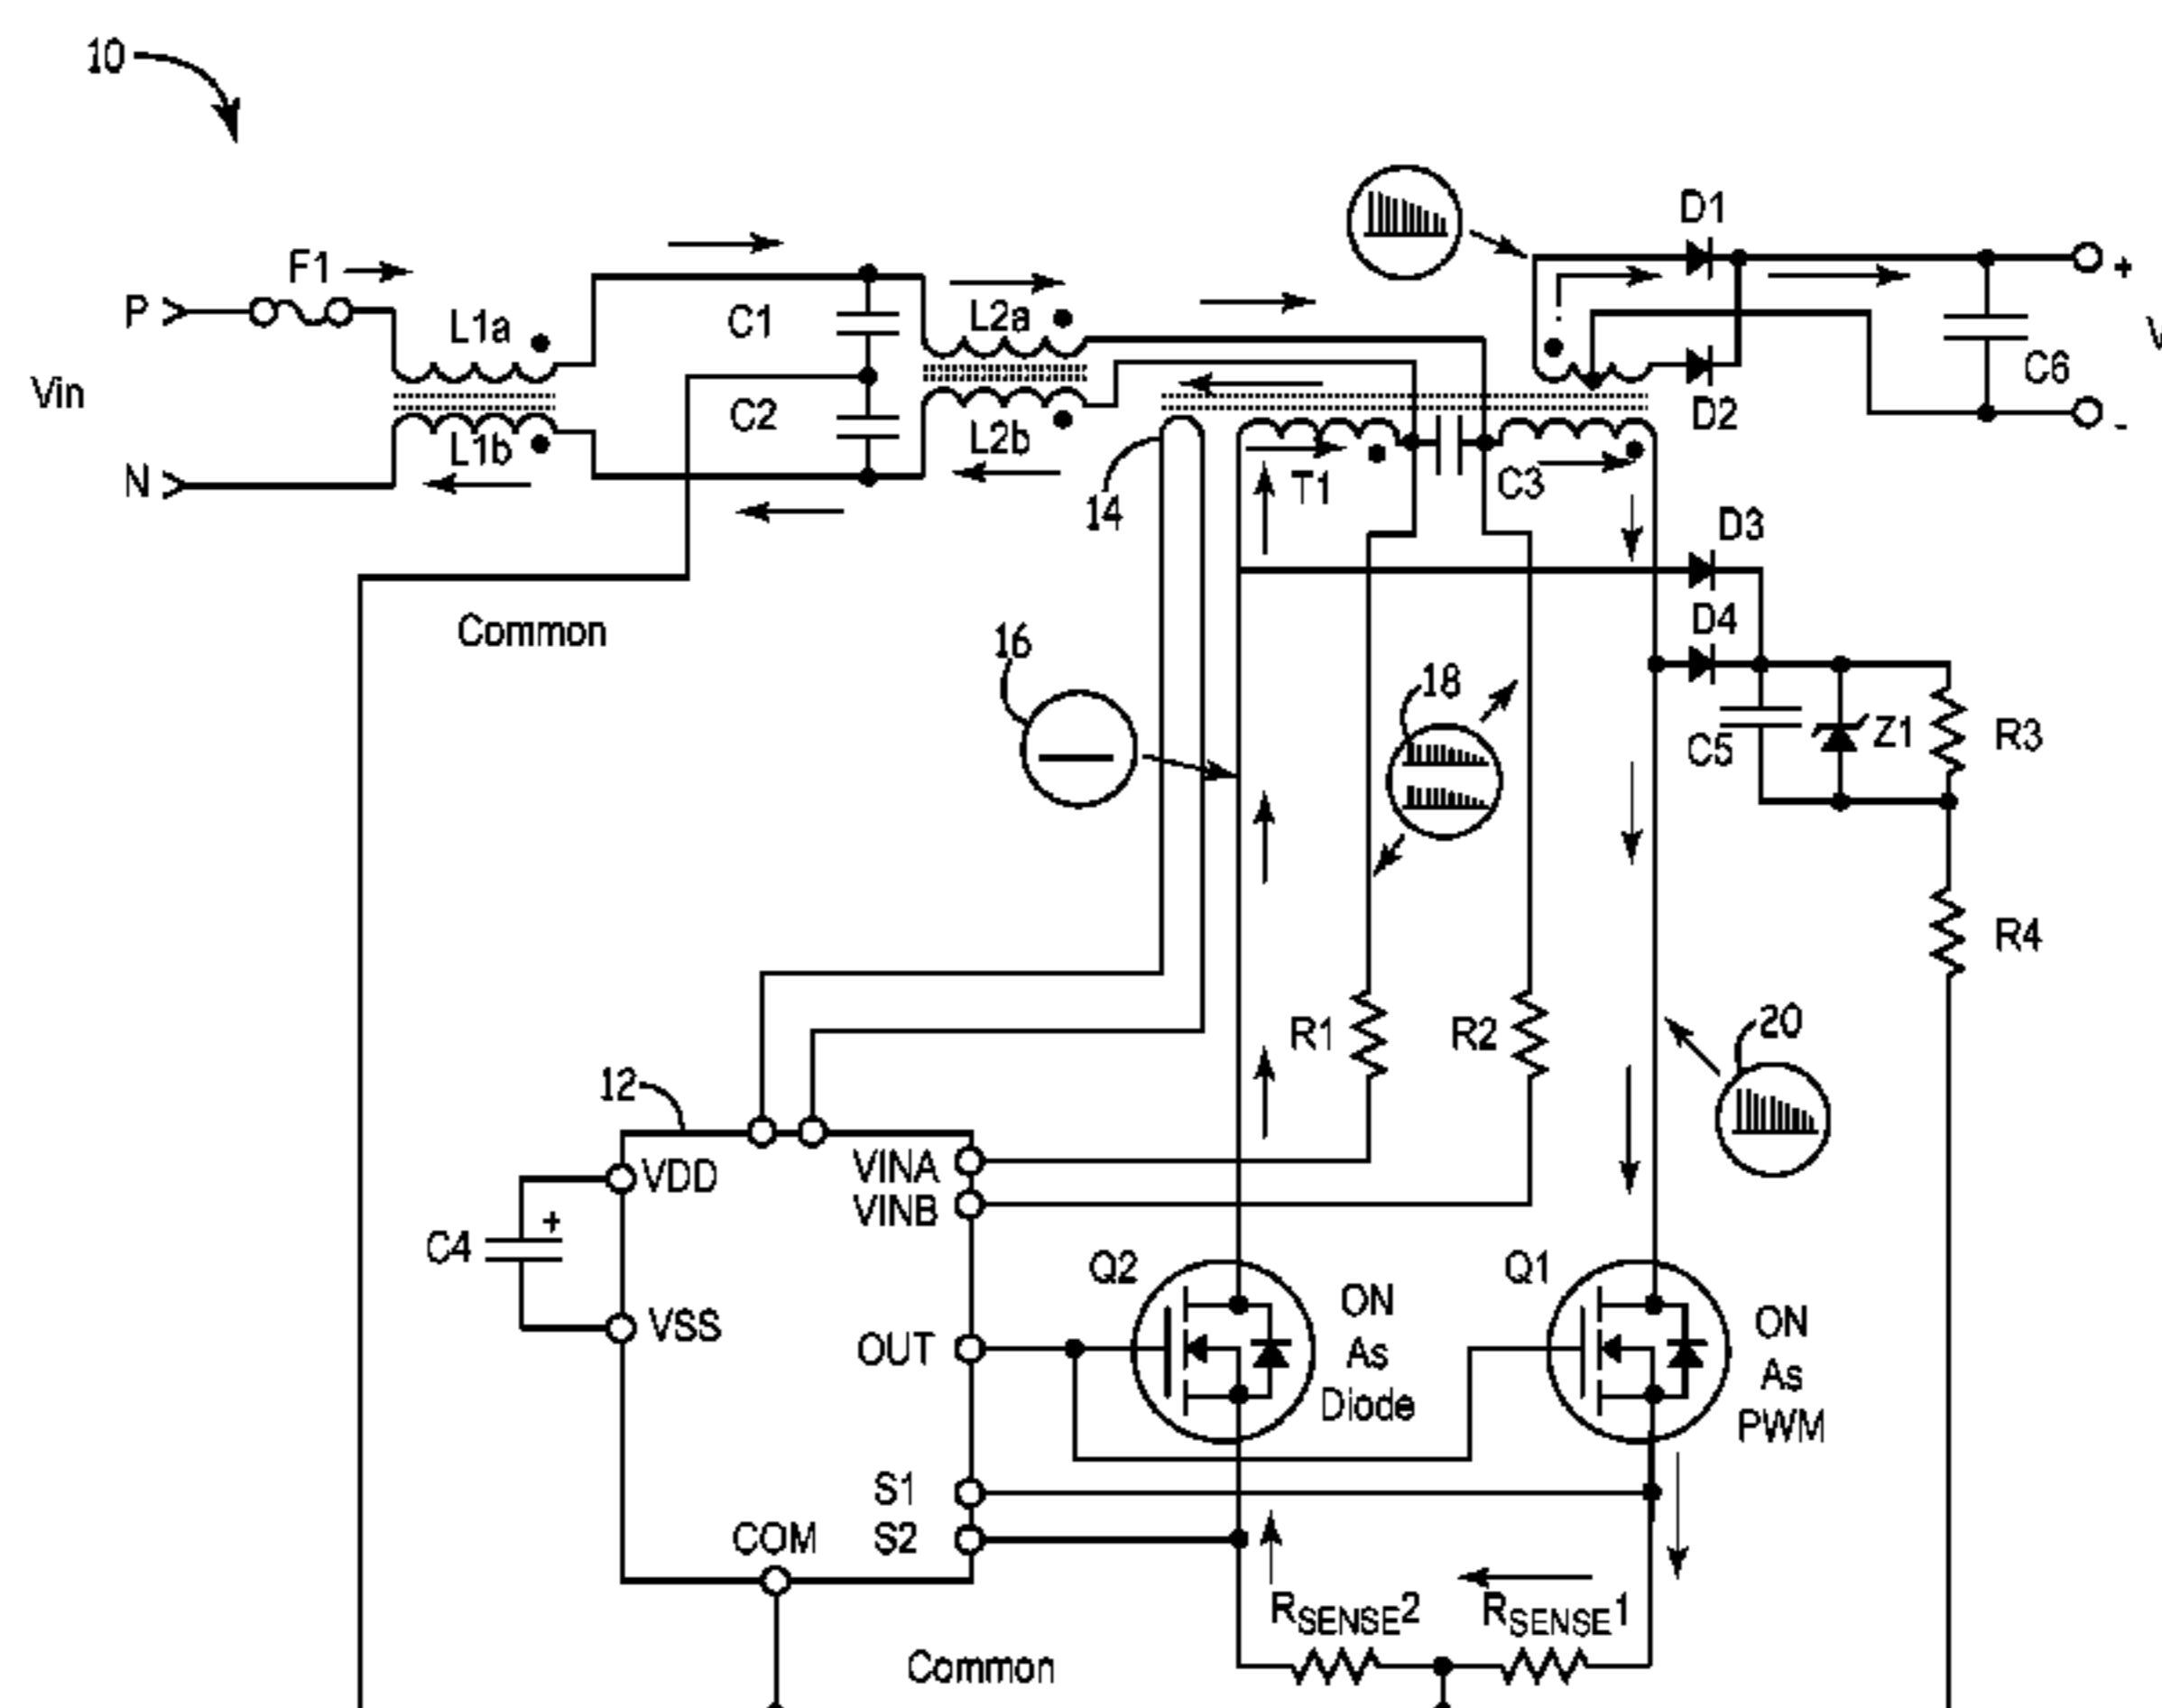 10
D1
F1
P
L1a
C1
L2a
+
V
Vin
C6
C2
D2
L1b
L2b
-
N
T1
C3
14
D3
Common
D4
16
18
C5
Z1
R3
R4
R1
R2
20
12
VDD
VINA
VINB
C4
+
Q2
Q1
VSS
OUT
ON
As
Diode
ON
As
PWM
S1
S2
COM
RSENSE2
RSENSE1
Common